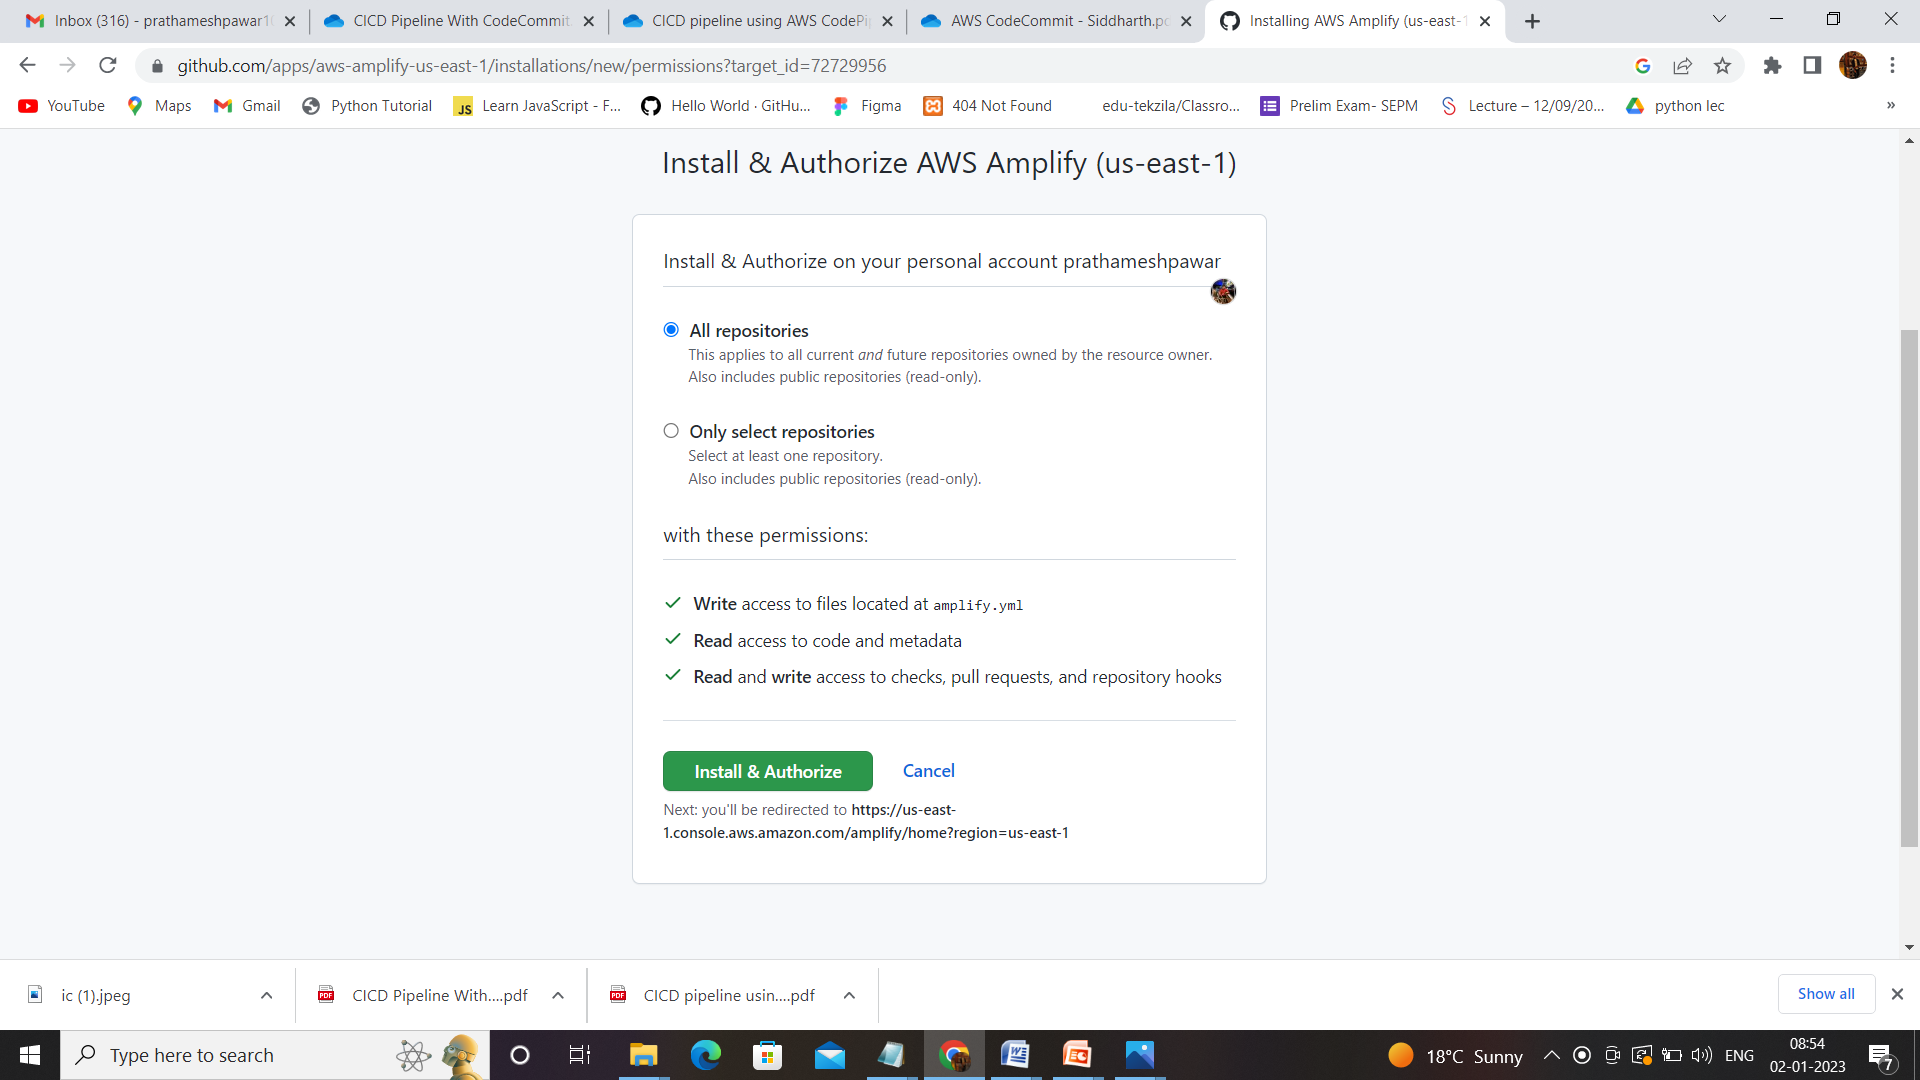 Inbox (316) - prathameshpawar10
CICD Pipeline With CodeCommit.
CICD pipeline using AWS CodePip
AWS CodeCommit - Siddharth.pd
Installing AWS Amplify (us-east-1
github.com/apps/aws-amplify-us-east-1/installations/new/permissions?target_id=72729956
YouTube
Maps
Gmail
Python Tutorial
JS
Learn JavaScript - F...
Hello World · GitHu...
Figma
404 Not Found
edu-tekzila/Classro...
Prelim Exam- SEPM
Lecture – 12/09/20...
python lec
»
Install & Authorize AWS Amplify (us-east-1)
Install & Authorize on your personal account prathameshpawar
All repositories
This applies to all current and future repositories owned by the resource owner.
Also includes public repositories (read-only).
Only select repositories
Select at least one repository.
Also includes public repositories (read-only).
with these permissions:
Write access to files located at amplify.yml
Read access to code and metadata
Read and write access to checks, pull requests, and repository hooks
Install & Authorize
Cancel
Next: you'll be redirected to https://us-east-
1.console.aws.amazon.com/amplify/home?region=us-east-1
ic (1).jpeg
PDF
CICD Pipeline With....pdf
PDF
CICD pipeline usin....pdf
Show all
Type here to search
18°C Sunny
ENG
08:54
02-01-2023
7